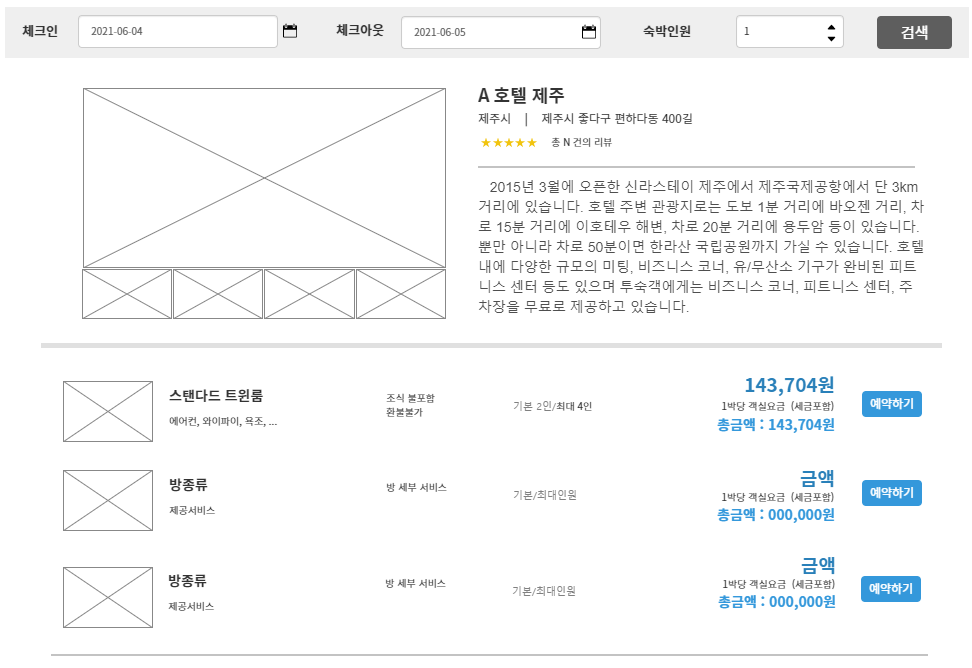 체크인 2021-06-04 체크아웃 2021-06-05 숙박인원 1 검색
A 호텔 제주
제주시 | 제주시 좋다구 편하다동 400길
★★★★★ 총 N 건의 리뷰
2015년 3월에 오픈한 신라스테이 제주에서 제주국제공항에서 단 3km
거리에 있습니다. 호텔 주변 관광지로는 도보 1분 거리에 바오젠 거리, 차
로 15분 거리에 이호테우 해변, 차로 20분 거리에 용두암 등이 있습니다.
뿐만 아니라 차로 50분이면 한라산 국립공원까지 가실 수 있습니다. 호텔
내에 다양한 규모의 미팅, 비즈니스 코너, 유/무산소 기구가 완비된 피트
니스 센터 등도 있으며 투숙객에게는 비즈니스 코너, 피트니스 센터, 주
차장을 무료로 제공하고 있습니다.
스탠다드 트윈룸
에어컨, 와이파이, 욕조, ...
조식 불포함
환불불가
기본 2인/최대 4인
143,704원
1박당 객실요금 (세금포함)
총금액 : 143,704원
예약하기
방종류
제공서비스
방 세부 서비스
기본/최대인원
금액
1박당 객실요금 (세금포함)
총금액 : 000,000원
예약하기
방종류
제공서비스
방 세부 서비스
기본/최대인원
금액
1박당 객실요금 (세금포함)
총금액 : 000,000원
예약하기